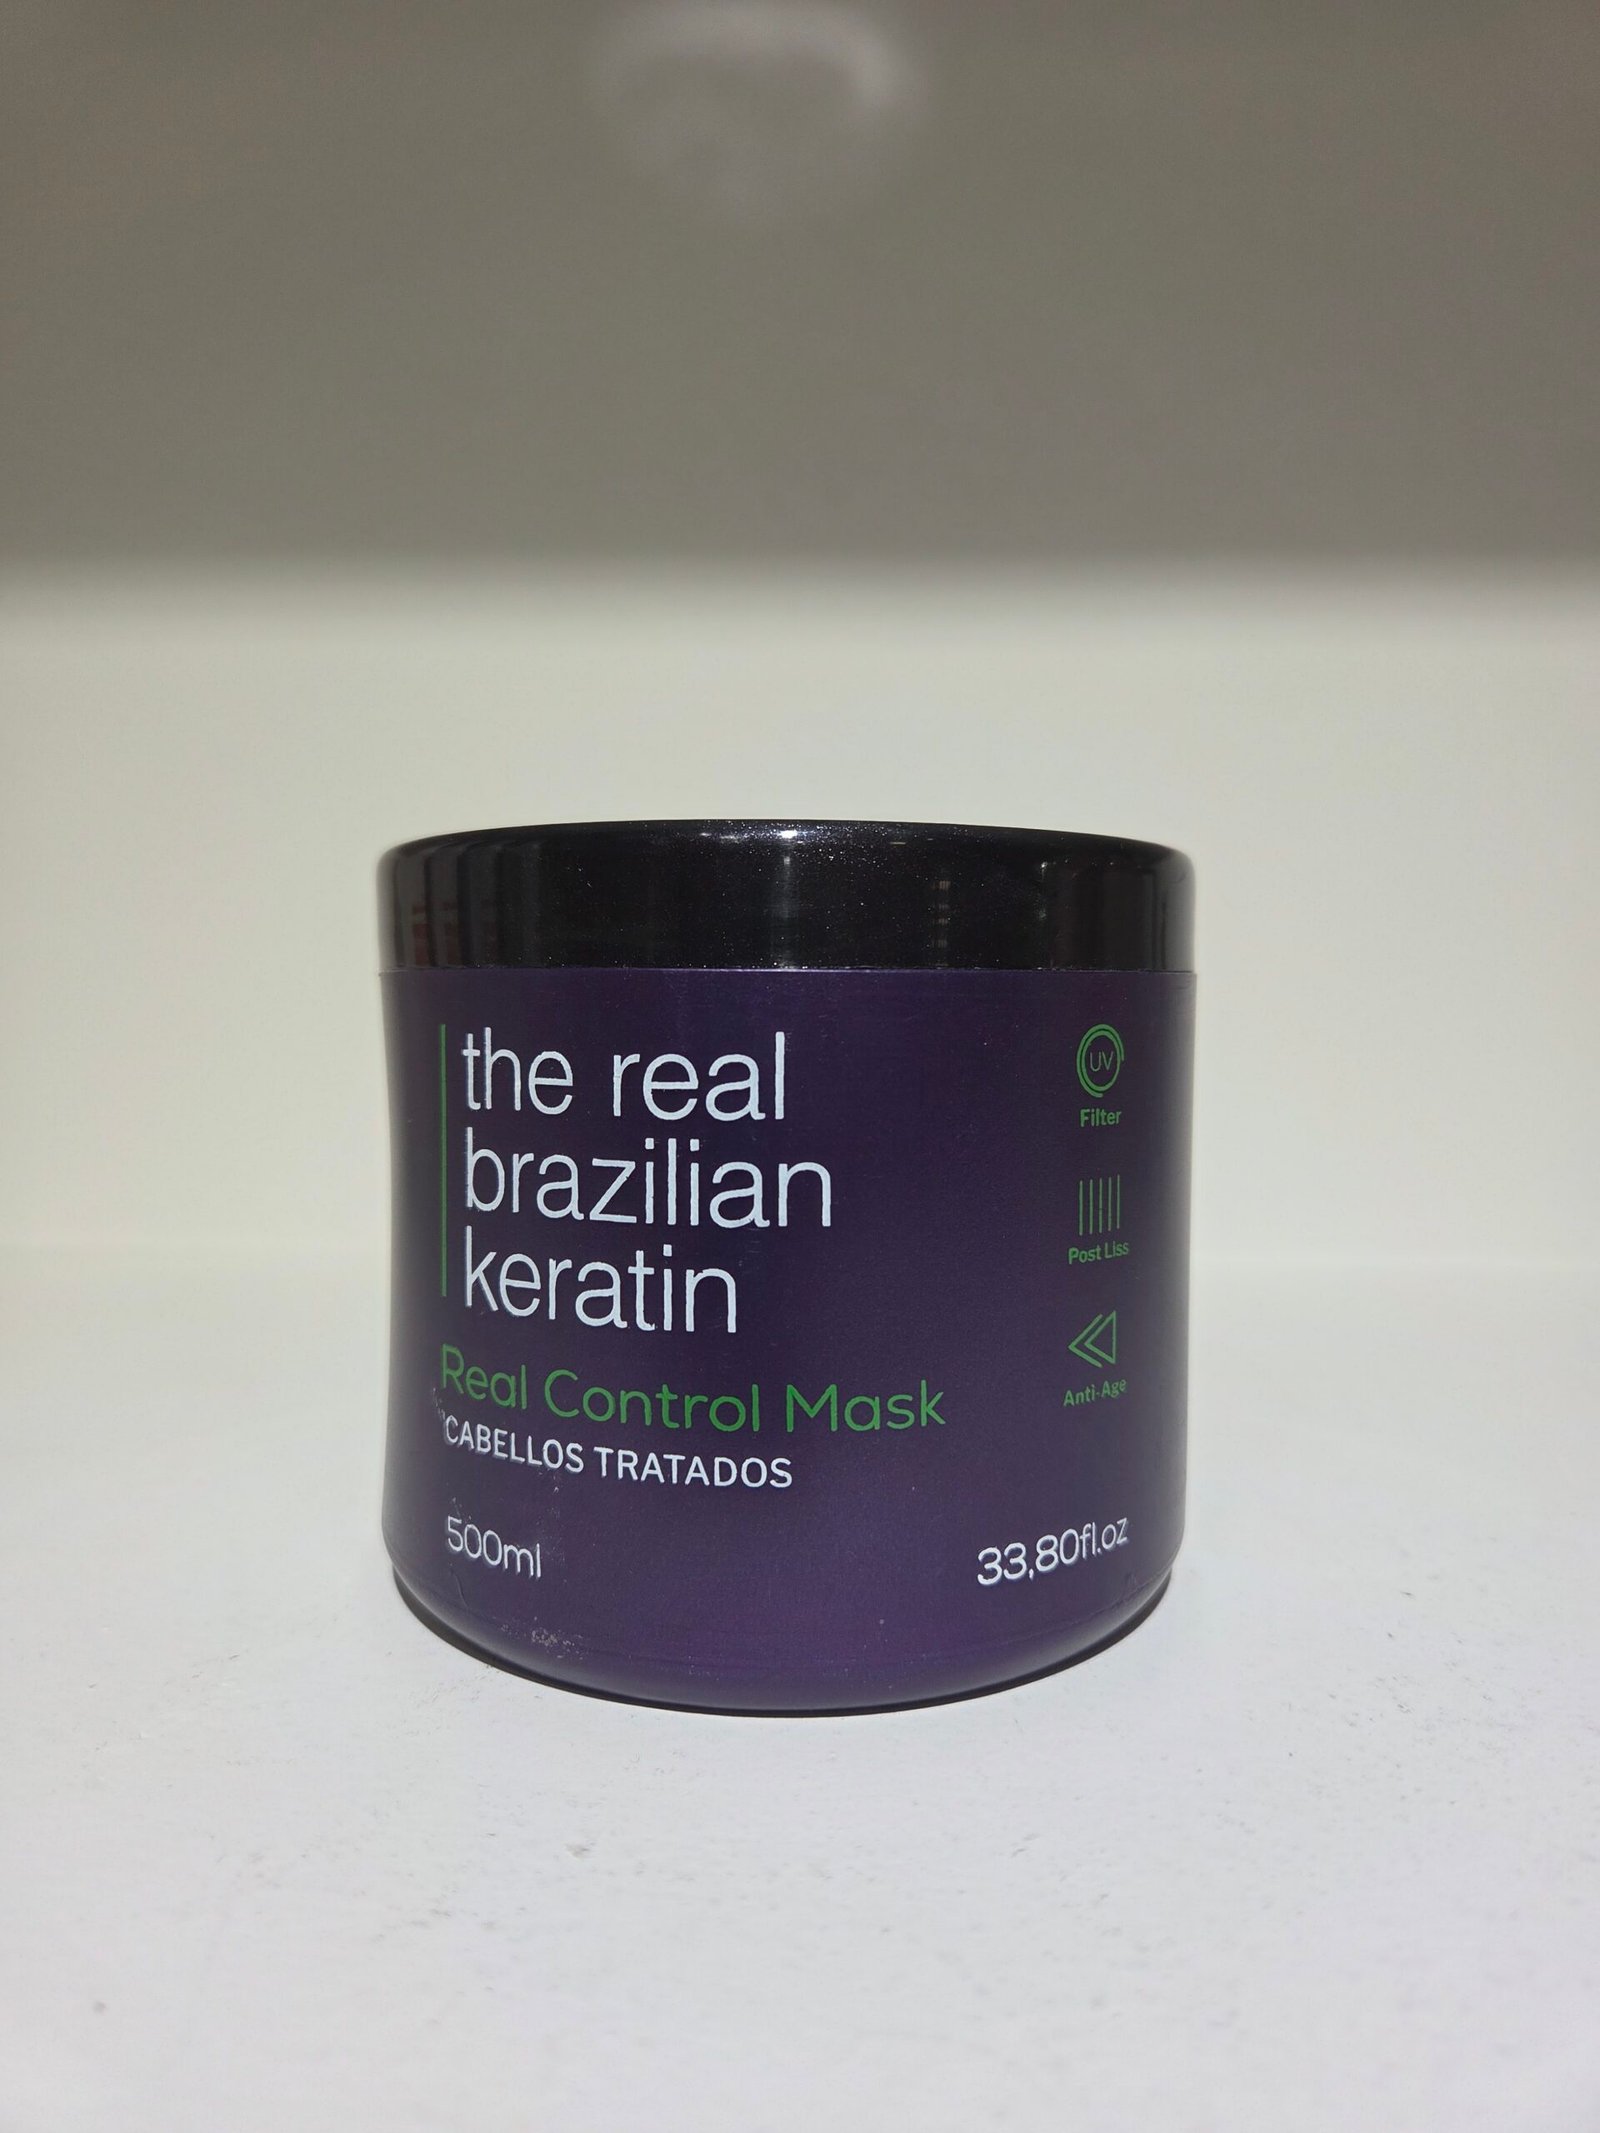 the real
brazilian
keratin
Real Control Mask
CABELLOS TRATADOS
500ml
33,80fl.oz
UV
Filter
Post Liss
Anti-Age